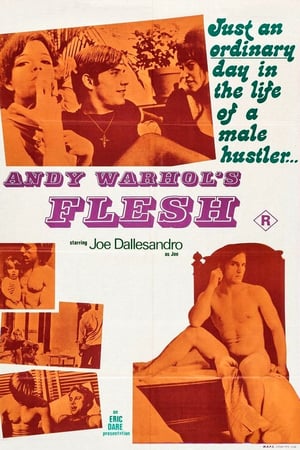 Just an
ordinary
day in
the life
of a
male
hustler...
ANDY WARHOL'S
FLESH
R
starring Joe Dallesandro
as Joe
an
ERIC
DARE
presentation